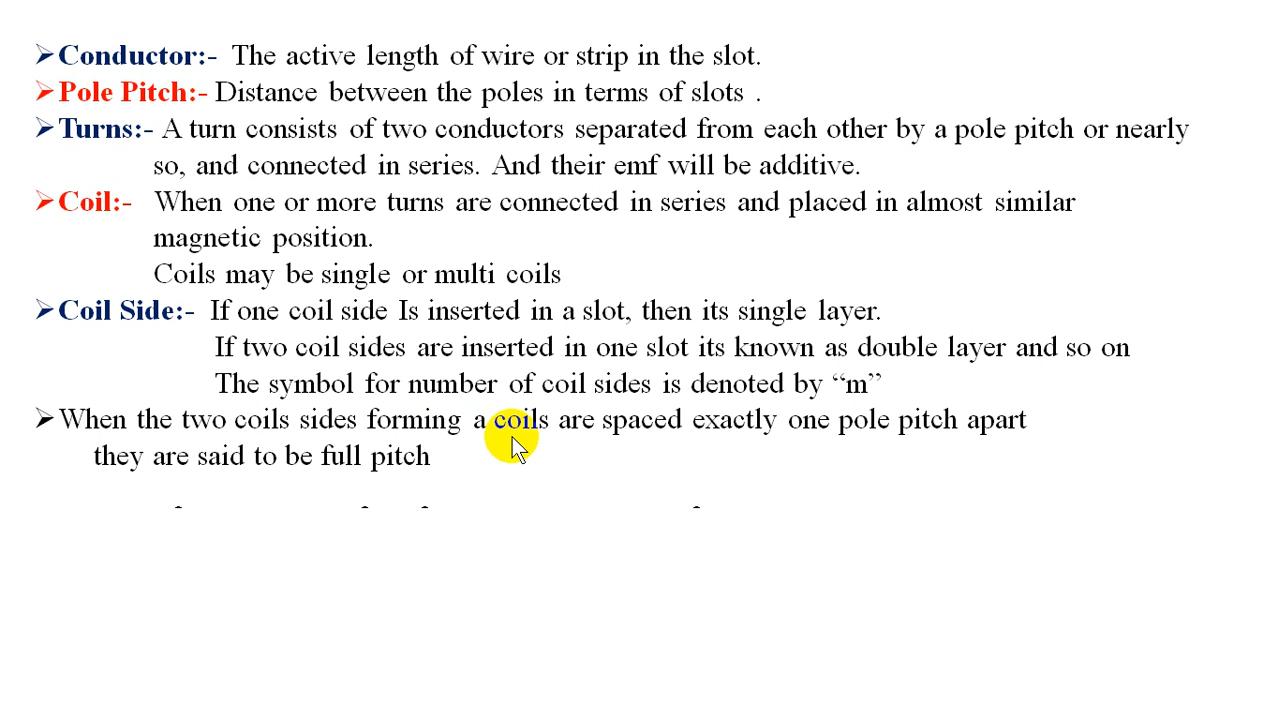 ➢Conductor:- The active length of wire or strip in the slot.
➢Pole Pitch:- Distance between the poles in terms of slots .
➢Turns:- A turn consists of two conductors separated from each other by a pole pitch or nearly
so, and connected in series. And their emf will be additive.
➢Coil:- When one or more turns are connected in series and placed in almost similar
magnetic position.
Coils may be single or multi coils
➢Coil Side:- If one coil side Is inserted in a slot, then its single layer.
If two coil sides are inserted in one slot its known as double layer and so on
The symbol for number of coil sides is denoted by “m”
➢When the two coils sides forming a coils are spaced exactly one pole pitch apart
they are said to be full pitch